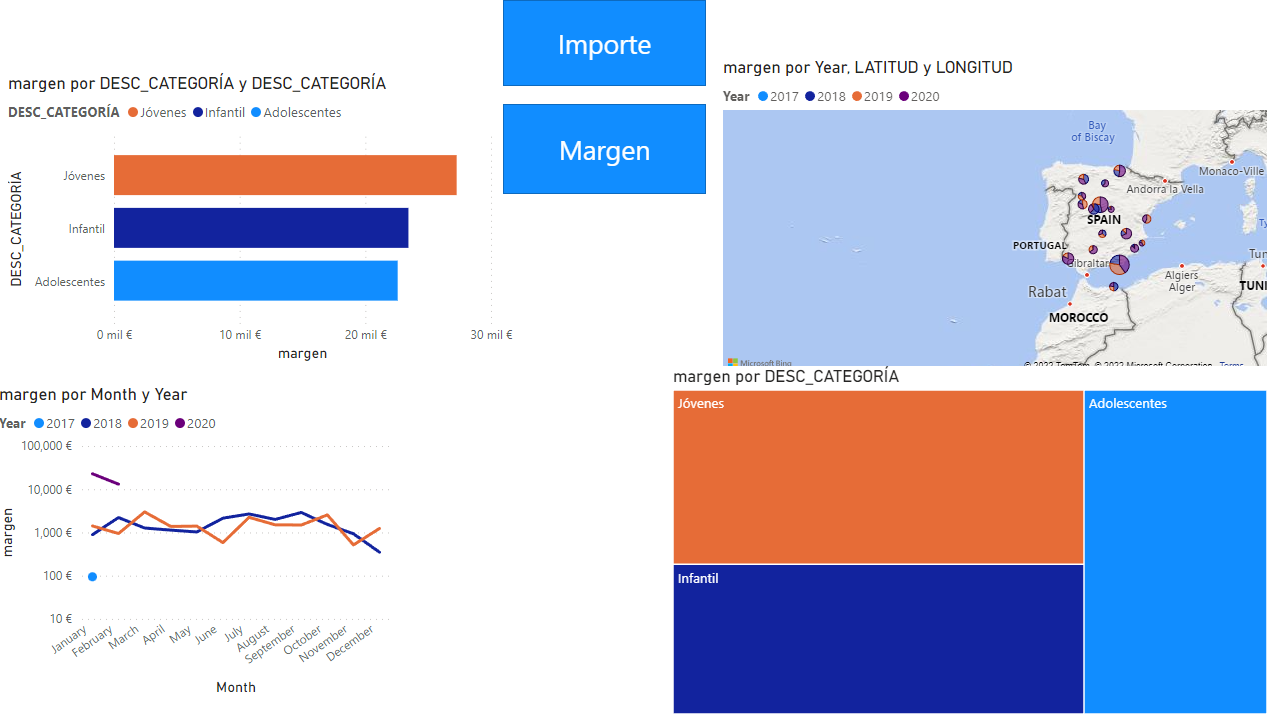 Importe
Margen
margen por DESC_CATEGORÍA y DESC_CATEGORÍA
DESC_CATEGORÍA Jóvenes Infantil Adolescentes
DESC_CATEGORÍA
Jóvenes
Infantil
Adolescentes
0 mil € 10 mil € 20 mil € 30 mil €
margen
margen por Year, LATITUD y LONGITUD
Year 2017 2018 2019 2020
Bay
of Biscay
Monaco-Ville
Andorra la Vella
SPAIN
PORTUGAL
Gibraltar
Algiers
Alger
Rabat
MOROCCO
Microsoft Bing
© 2022 TomTom, © 2022 Microsoft Corporation Terms
margen por Month y Year
Year 2017 2018 2019 2020
margen
100,000 €
10,000 €
1,000 €
100 €
10 €
January February March April May June July August September October November December
Month
margen por DESC_CATEGORÍA
Jóvenes
Adolescentes
Infantil